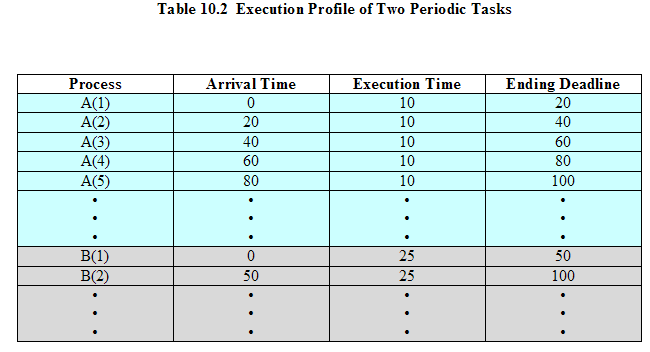 Table 10.2 Execution Profile of Two Periodic Tasks
Process Arrival Time Execution Time Ending Deadline
A(1) 0 10 20
A(2) 20 10 40
A(3) 40 10 60
A(4) 60 10 80
A(5) 80 10 100
• • • •
• • • •
• • • •
B(1) 0 25 50
B(2) 50 25 100
• • • •
• • • •
• • • •